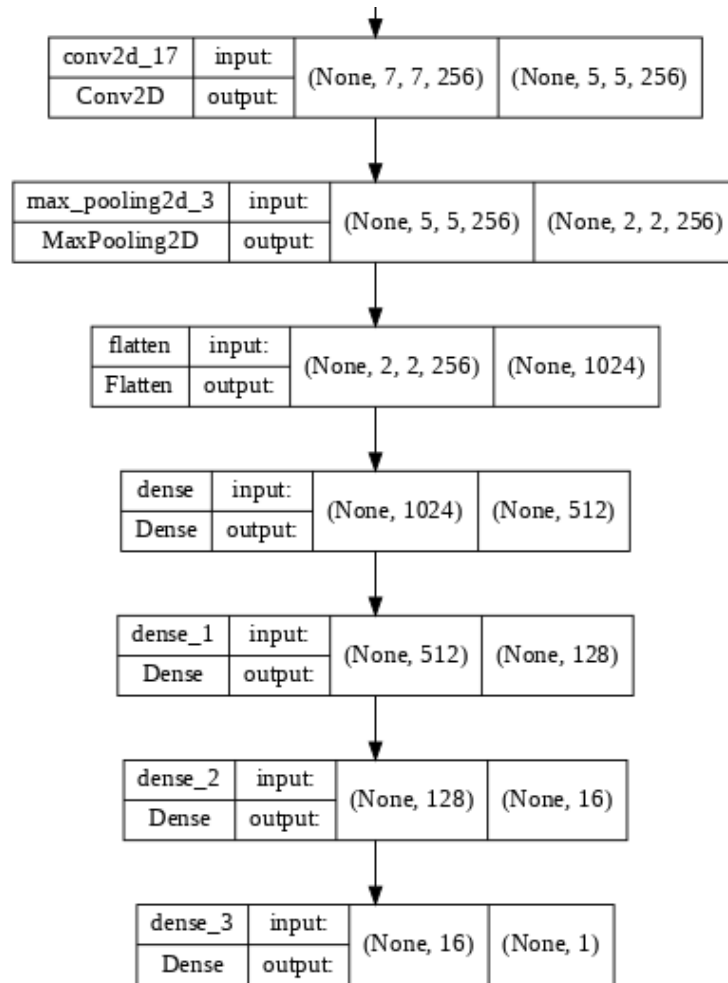 conv2d_17 input: (None, 7, 7, 256) (None, 5, 5, 256)
Conv2D output:
max_pooling2d_3 input: (None, 5, 5, 256) (None, 2, 2, 256)
MaxPooling2D output:
flatten input: (None, 2, 2, 256) (None, 1024)
Flatten output:
dense input: (None, 1024) (None, 512)
Dense output:
dense_1 input: (None, 512) (None, 128)
Dense output:
dense_2 input: (None, 128) (None, 16)
Dense output:
dense_3 input: (None, 16) (None, 1)
Dense output: